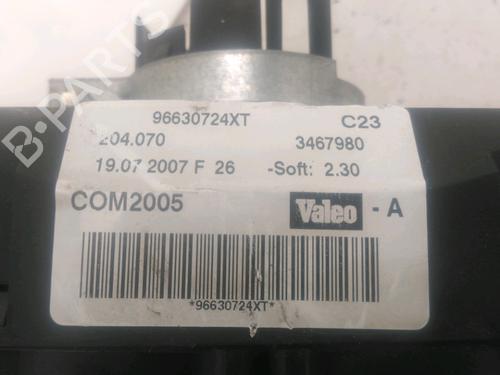 B-PARTS
96630724XT C23
204.070 3467980
19.07 2007 F 26 -Soft: 2.30
COM2005 Valeo - A
*96630724XT*